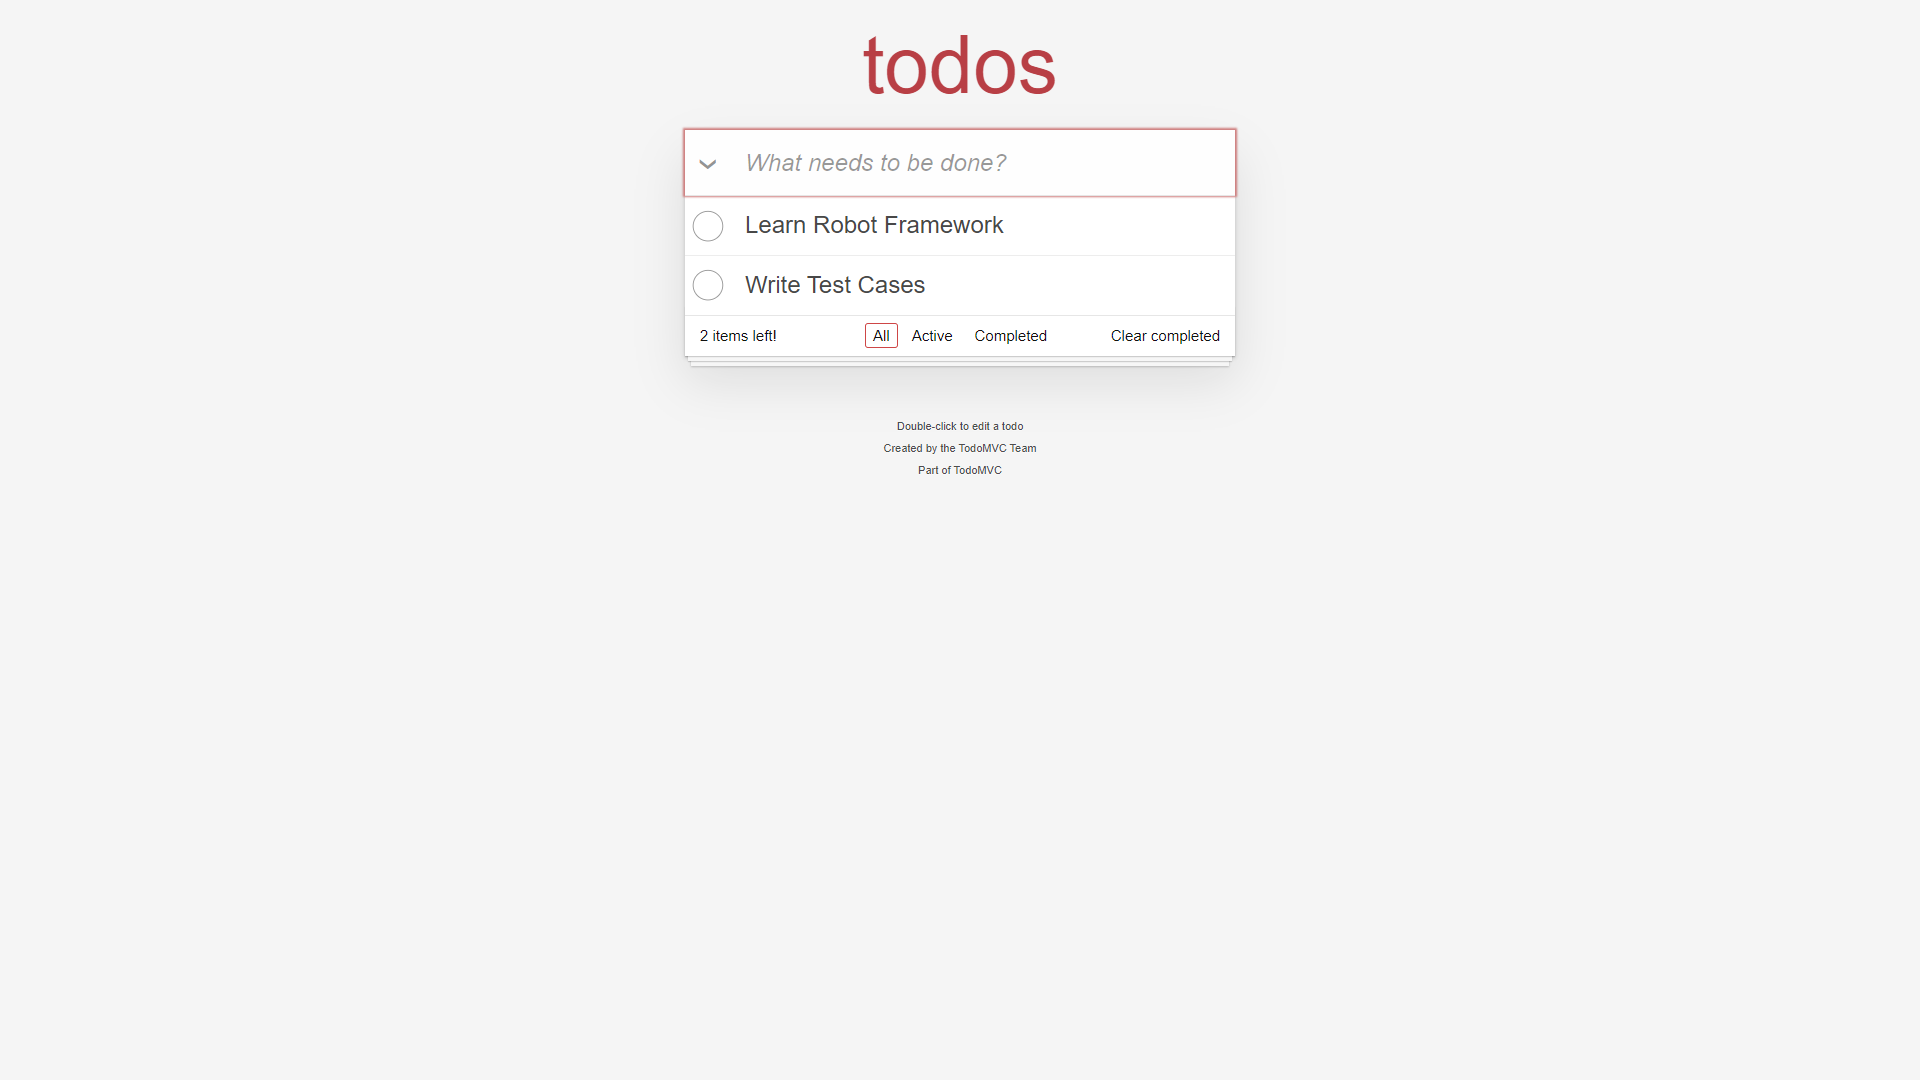 todos
What needs to be done?
Learn Robot Framework
Write Test Cases
2 items left! All Active Completed Clear completed
Double-click to edit a todo
Created by the TodoMVC Team
Part of TodoMVC